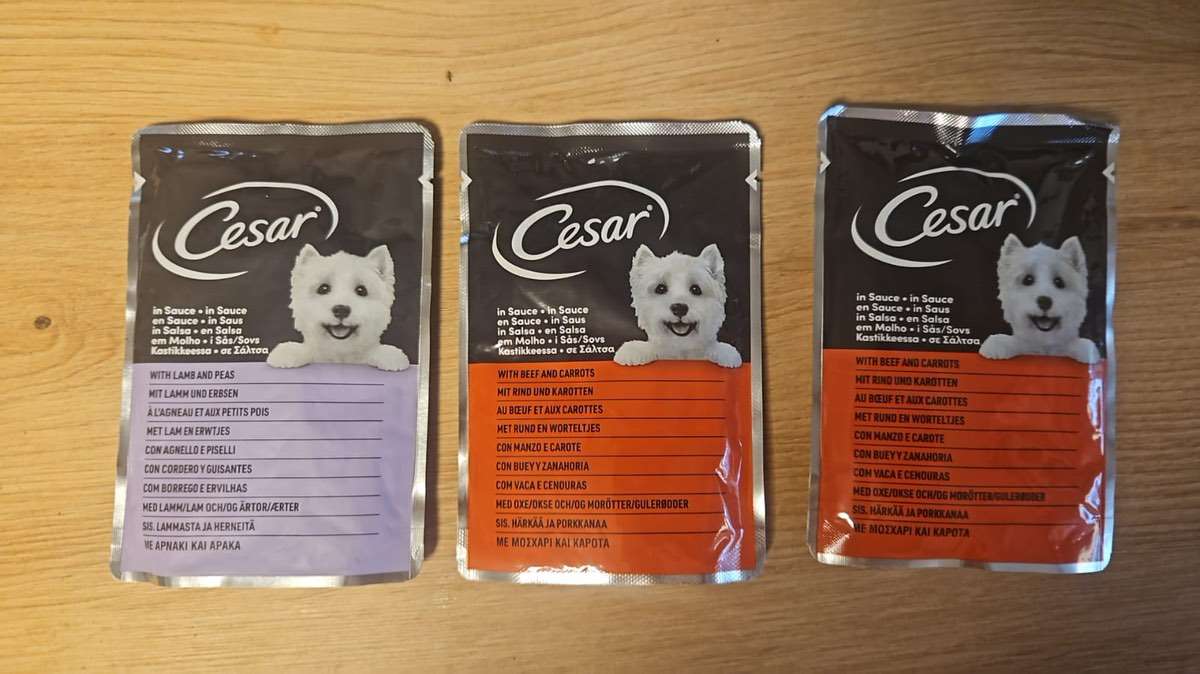 Cesar®
in Sauce • in Sauce
en Sauce • in Saus
in Salsa • en Salsa
em Molho • i Sås/Sovs
Kastikkeessa • σε Σάλτσα
WITH LAMB AND PEAS
MIT LAMM UND ERBSEN
À L'AGNEAU ET AUX PETITS POIS
MET LAM EN ERWTJES
CON AGNELLO E PISELLI
CON CORDERO Y GUISANTES
COM BORREGO E ERVILHAS
MED LAMM/LAM OCH/OG ÄRTOR/ÆRTER
SIS. LAMMASTA JA HERNEITÄ
ΜΕ ΑΡΝΑΚΙ ΚΑΙ ΑΡΑΚΑ
Cesar®
in Sauce • in Sauce
en Sauce • in Saus
in Salsa • en Salsa
em Molho • i Sås/Sovs
Kastikkeessa • σε Σάλτσα
WITH BEEF AND CARROTS
MIT RIND UND KAROTTEN
AU BŒUF ET AUX CAROTTES
MET RUND EN WORTELTJES
CON MANZO E CAROTE
CON BUEY Y ZANAHORIA
COM VACA E CENOURAS
MED OXE/OKSE OCH/OG MORÖTTER/GULERØDER
SIS. HÄRKÄÄ JA PORKKANAA
ΜΕ ΜΟΣΧΑΡΙ ΚΑΙ ΚΑΡΟΤΑ
Cesar®
in Sauce • in Sauce
en Sauce • in Saus
in Salsa • en Salsa
em Molho • i Sås/Sovs
Kastikkeessa • σε Σάλτσα
WITH BEEF AND CARROTS
MIT RIND UND KAROTTEN
AU BŒUF ET AUX CAROTTES
MET RUND EN WORTELTJES
CON MANZO E CAROTE
CON BUEY Y ZANAHORIA
COM VACA E CENOURAS
MED OXE/OKSE OCH/OG MORÖTTER/GULERØDER
SIS. HÄRKÄÄ JA PORKKANAA
ΜΕ ΜΟΣΧΑΡΙ ΚΑΙ ΚΑΡΟΤΑ